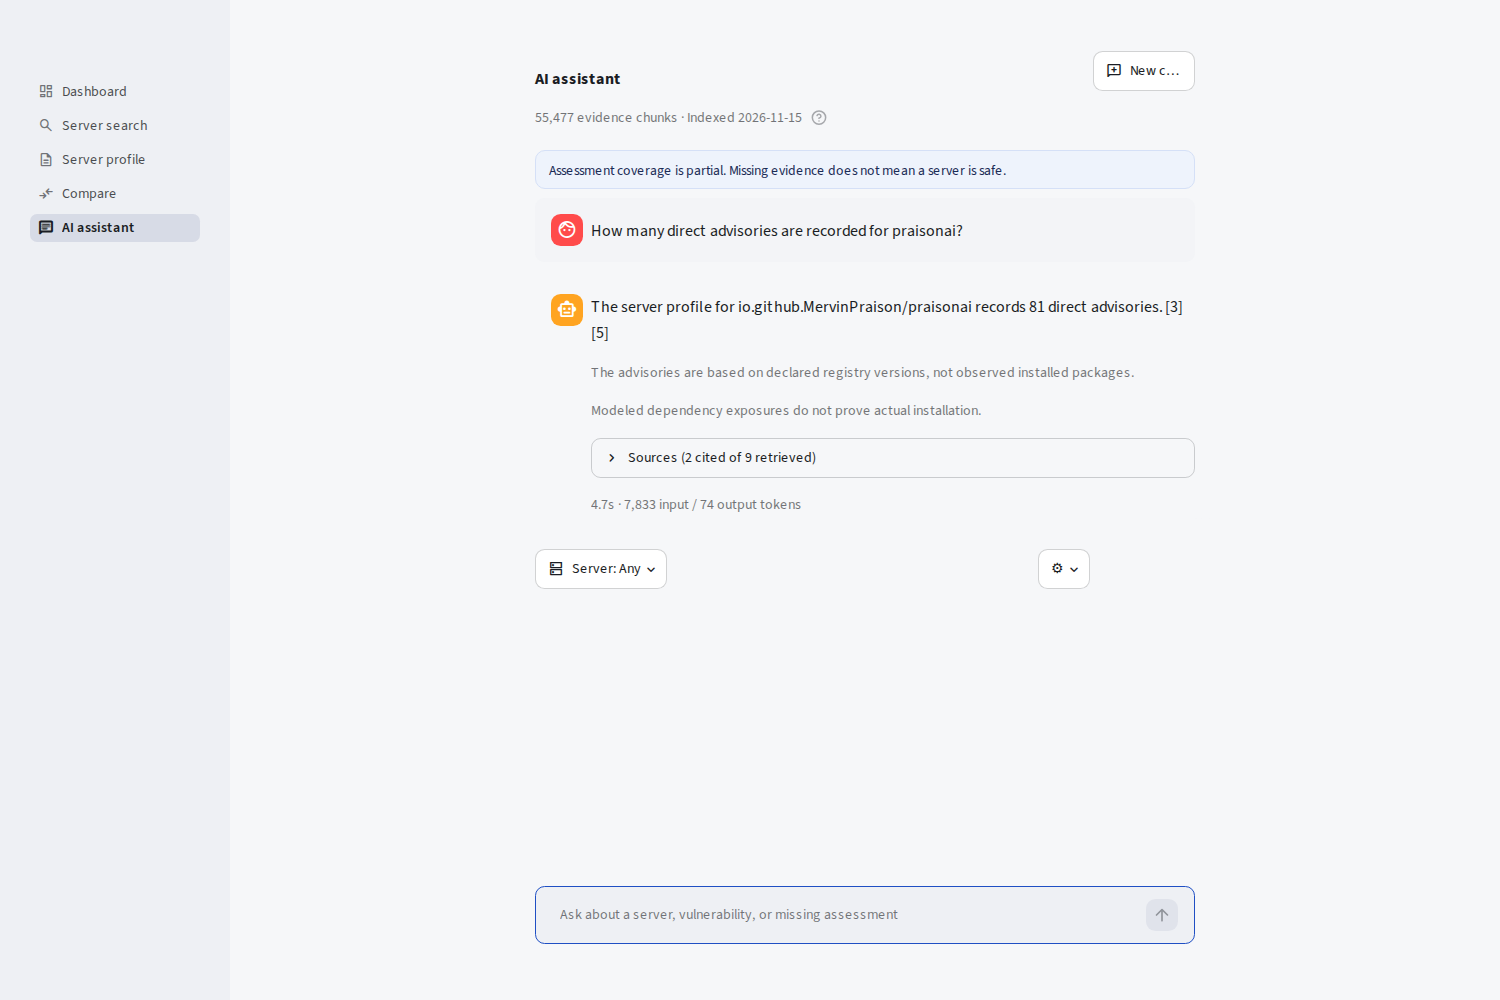 Dashboard
Server search
Server profile
Compare
AI assistant
AI assistant
New c...
55,477 evidence chunks · Indexed 2026-11-15
Assessment coverage is partial. Missing evidence does not mean a server is safe.
How many direct advisories are recorded for praisonai?
The server profile for io.github.MervinPraison/praisonai records 81 direct advisories. [3]
[5]
The advisories are based on declared registry versions, not observed installed packages.
Modeled dependency exposures do not prove actual installation.
Sources (2 cited of 9 retrieved)
4.7s · 7,833 input / 74 output tokens
Server: Any
Ask about a server, vulnerability, or missing assessment